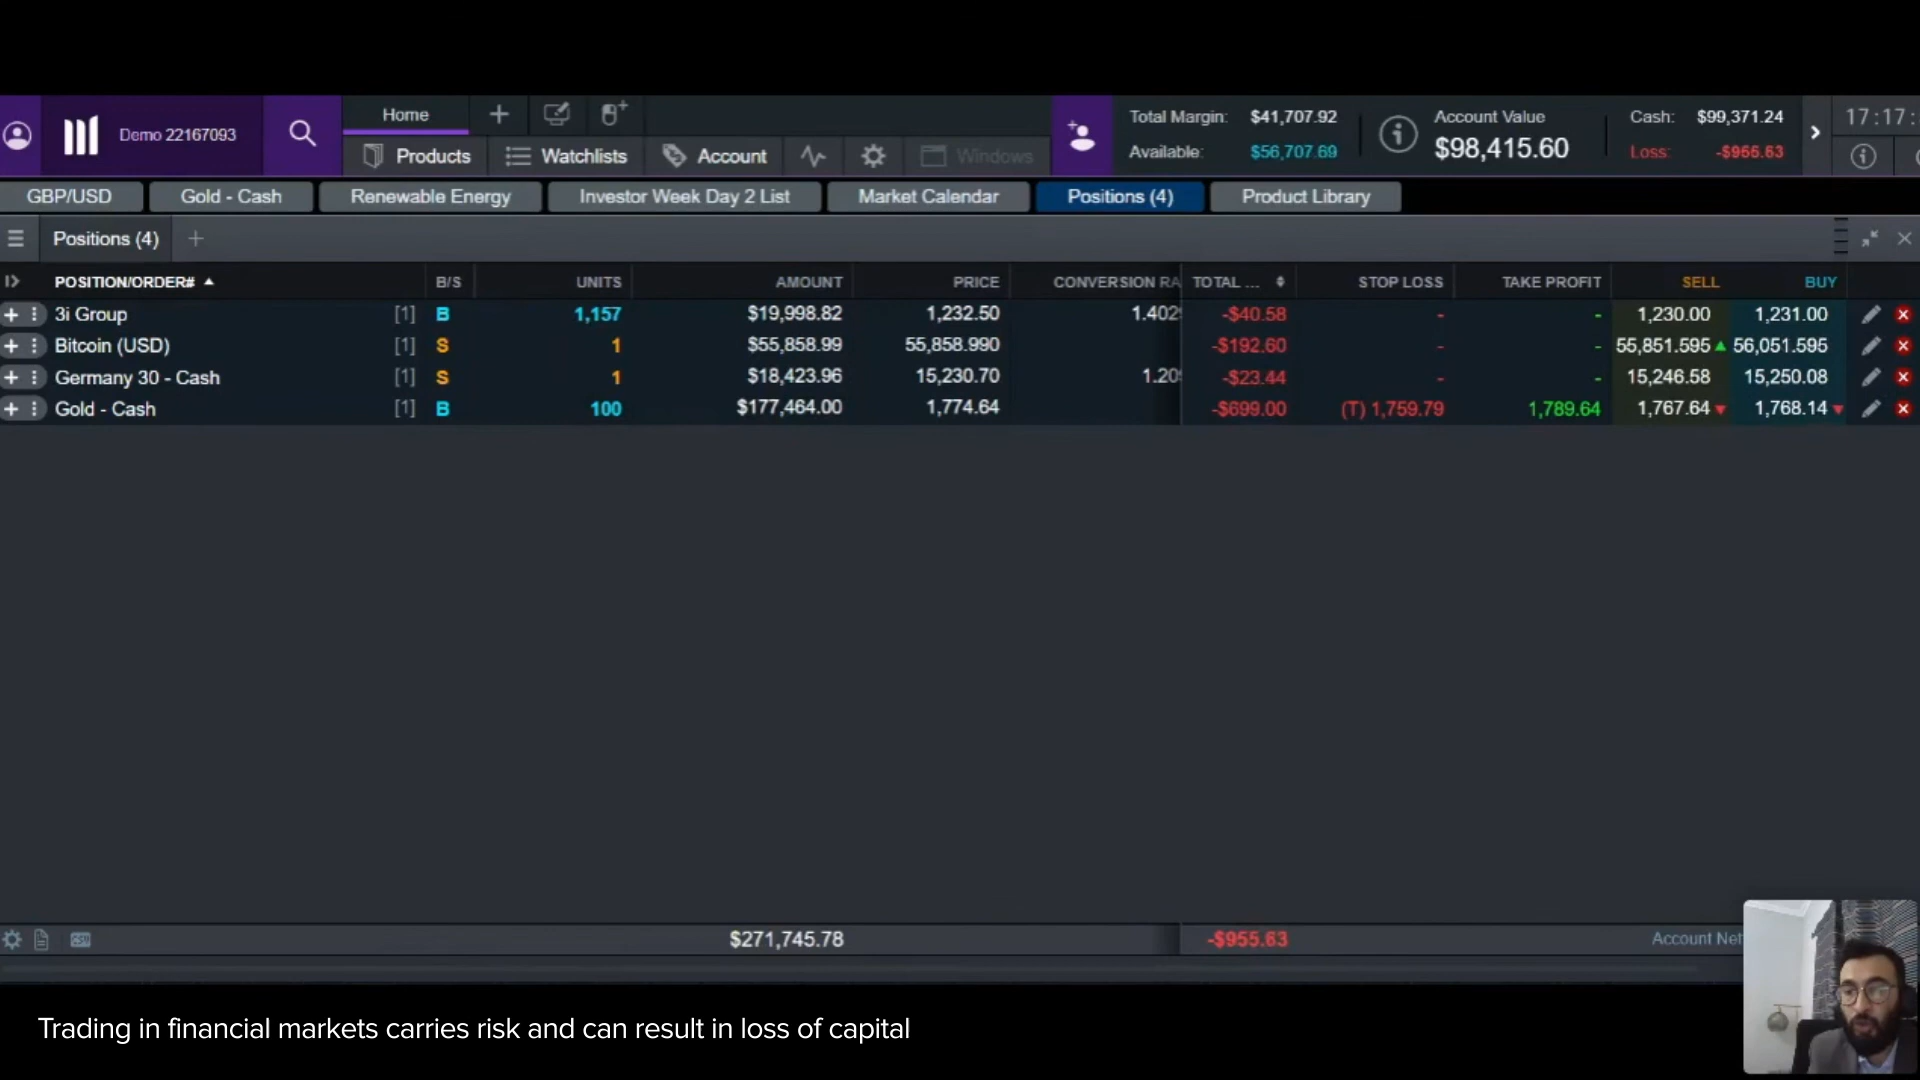 Demo 22167093
Home
Products
Watchlists
Account
Windows
Total Margin: $41,707.92
Available: $56,707.69
Account Value
$98,415.60
Cash: $99,371.24
Loss: -$955.63
17:17:
GBP/USD
Gold - Cash
Renewable Energy
Investor Week Day 2 List
Market Calendar
Positions (4)
Product Library
Positions (4)
POSITION/ORDER# B/S UNITS AMOUNT PRICE CONVERSION RA TOTAL ... STOP LOSS TAKE PROFIT SELL BUY
3i Group [1] B 1,157 $19,998.82 1,232.50 1.402 -$40.58 - - 1,230.00 1,231.00
Bitcoin (USD) [1] S 1 $55,858.99 55,858.990 -$192.60 - - 55,851.595 56,051.595
Germany 30 - Cash [1] S 1 $18,423.96 15,230.70 1.20 -$23.44 - - 15,246.58 15,250.08
Gold - Cash [1] B 100 $177,464.00 1,774.64 -$699.00 (T) 1,759.79 1,789.64 1,767.64 1,768.14
$271,745.78 -$955.63 Account Net
Trading in financial markets carries risk and can result in loss of capital